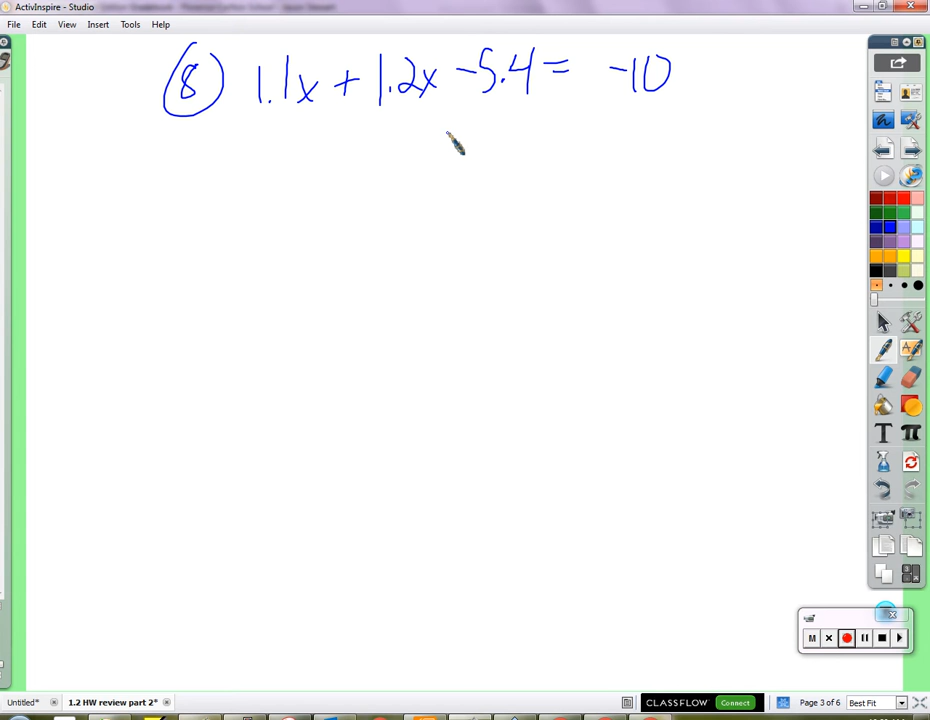 ActivInspire - Studio
File Edit View Insert Tools Help
8 1.1x + 1.2x - 5.4 = -10
M
T π
CLASSFLOW Connect
Untitled* 1.2 HW review part 2* Page 3 of 6 Best Fit